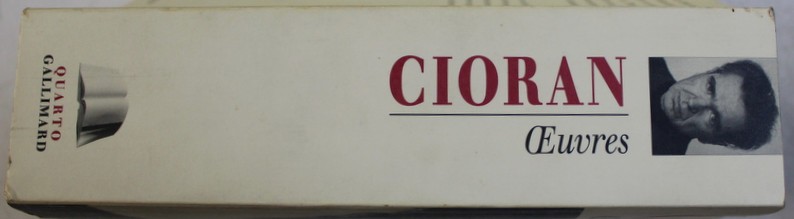 CIORAN
Œuvres
QUARTO
GALLIMARD